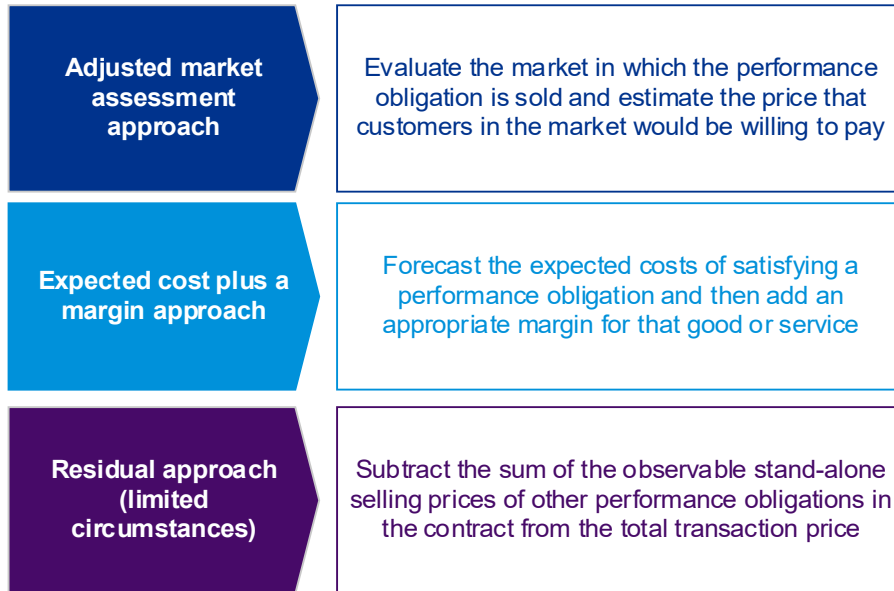 Adjusted market
assessment
approach
Evaluate the market in which the performance
obligation is sold and estimate the price that
customers in the market would be willing to pay
Expected cost plus a
margin approach
Forecast the expected costs of satisfying a
performance obligation and then add an
appropriate margin for that good or service
Residual approach
(limited
circumstances)
Subtract the sum of the observable stand-alone
selling prices of other performance obligations in
the contract from the total transaction price